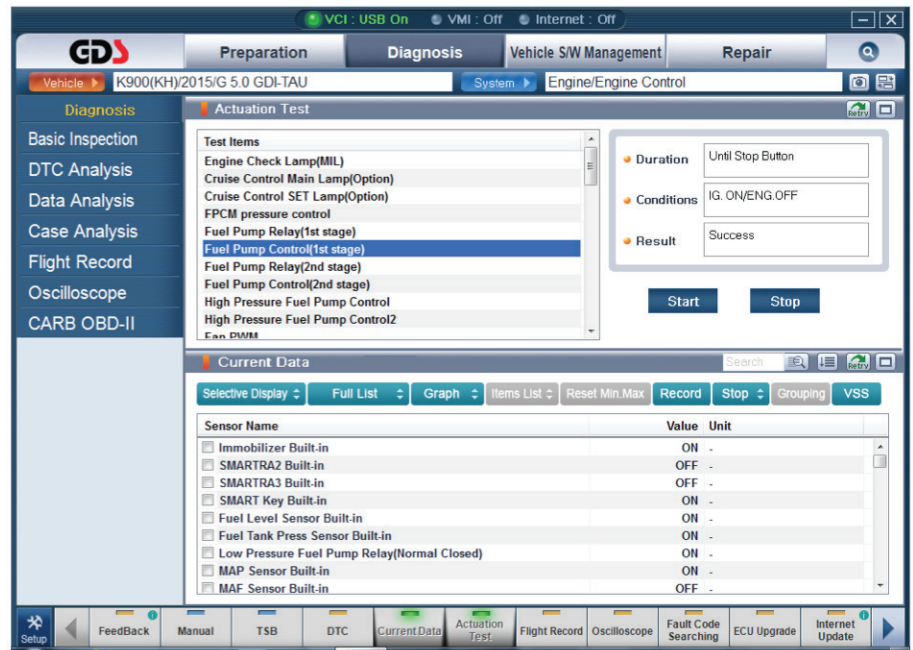 VCI : USB On VMI : Off Internet : Off
GDS Preparation Diagnosis Vehicle S/W Management Repair
Vehicle K900(KH)/2015/G 5.0 GDI-TAU System Engine/Engine Control
Diagnosis
Basic Inspection
DTC Analysis
Data Analysis
Case Analysis
Flight Record
Oscilloscope
CARB OBD-II
Actuation Test Retry
Test Items
Engine Check Lamp(MIL)
Cruise Control Main Lamp(Option)
Cruise Control SET Lamp(Option)
FPCM pressure control
Fuel Pump Relay(1st stage)
Fuel Pump Control(1st stage)
Fuel Pump Relay(2nd stage)
Fuel Pump Control(2nd stage)
High Pressure Fuel Pump Control
High Pressure Fuel Pump Control2
Fan PWM
Duration Until Stop Button
Conditions IG. ON/ENG.OFF
Result Success
Start Stop
Current Data Search Retry
Selective Display Full List Graph Items List Reset Min.Max Record Stop Grouping VSS
Sensor Name Value Unit
Immobilizer Built-in ON -
SMARTRA2 Built-in OFF -
SMARTRA3 Built-in OFF -
SMART Key Built-in ON -
Fuel Level Sensor Built-in ON -
Fuel Tank Press Sensor Built-in ON -
Low Pressure Fuel Pump Relay(Normal Closed) ON -
MAP Sensor Built-in ON -
MAF Sensor Built-in OFF -
Setup FeedBack Manual TSB DTC Current Data Actuation Test Flight Record Oscilloscope Fault Code Searching ECU Upgrade Internet Update